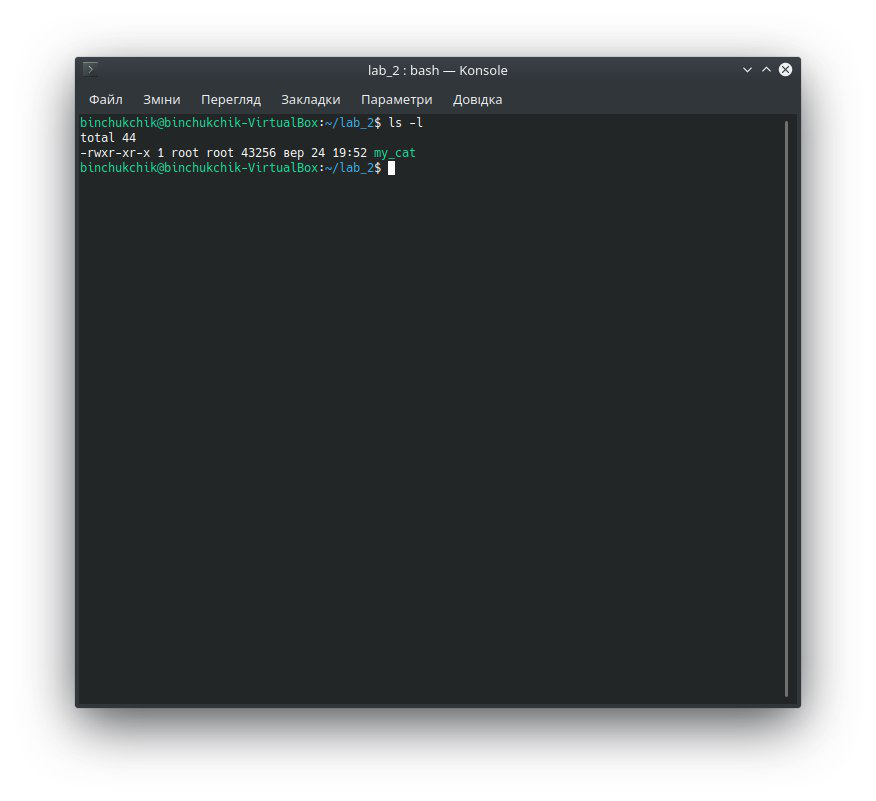 lab_2 : bash — Konsole
Файл Зміни Перегляд Закладки Параметри Довідка
binchukchik@binchukchik-VirtualBox:~/lab_2$ ls -l
total 44
-rwxr-xr-x 1 root root 43256 вер 24 19:52 my_cat
binchukchik@binchukchik-VirtualBox:~/lab_2$